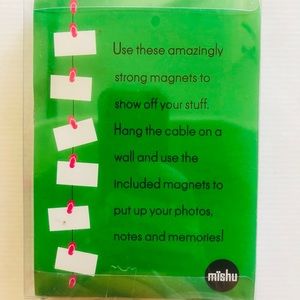 Use these amazingly
strong magnets to
show off your stuff.
Hang the cable on a
wall and use the
included magnets to
put up your photos,
notes and memories!
mishu